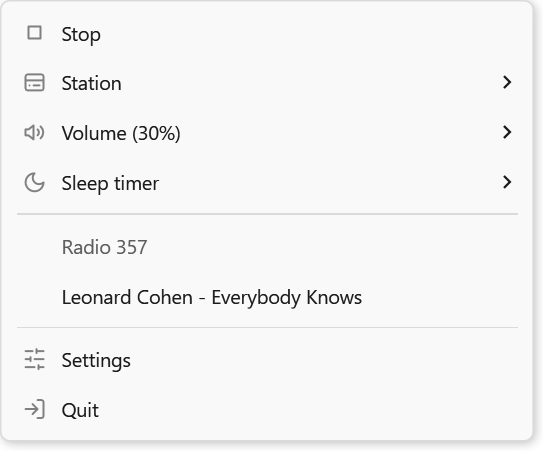 Stop
Station
Volume (30%)
Sleep timer
Radio 357
Leonard Cohen - Everybody Knows
Settings
Quit